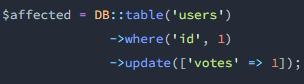 $affected = DB::table('users')
->where('id', 1)
->update(['votes' => 1]);